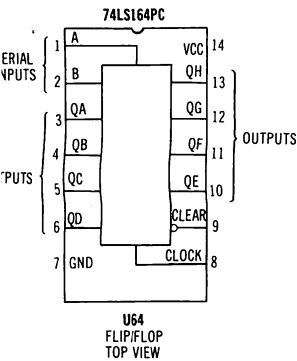 74LS164PC
1 A VCC 14
ERIAL
NPUTS
2 B QH 13
3 QA QG 12
OUTPUTS
4 QB QF 11
TPUTS
5 QC QE 10
6 QD CLEAR 9
7 GND CLOCK 8
U64
FLIP/FLOP
TOP VIEW